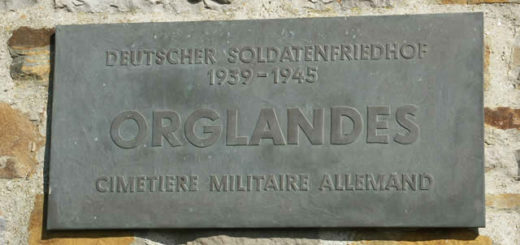 DEUTSCHER SOLDATENFRIEDHOF
1939-1945
ORGLANDES
CIMETIERE MILITAIRE ALLEMAND